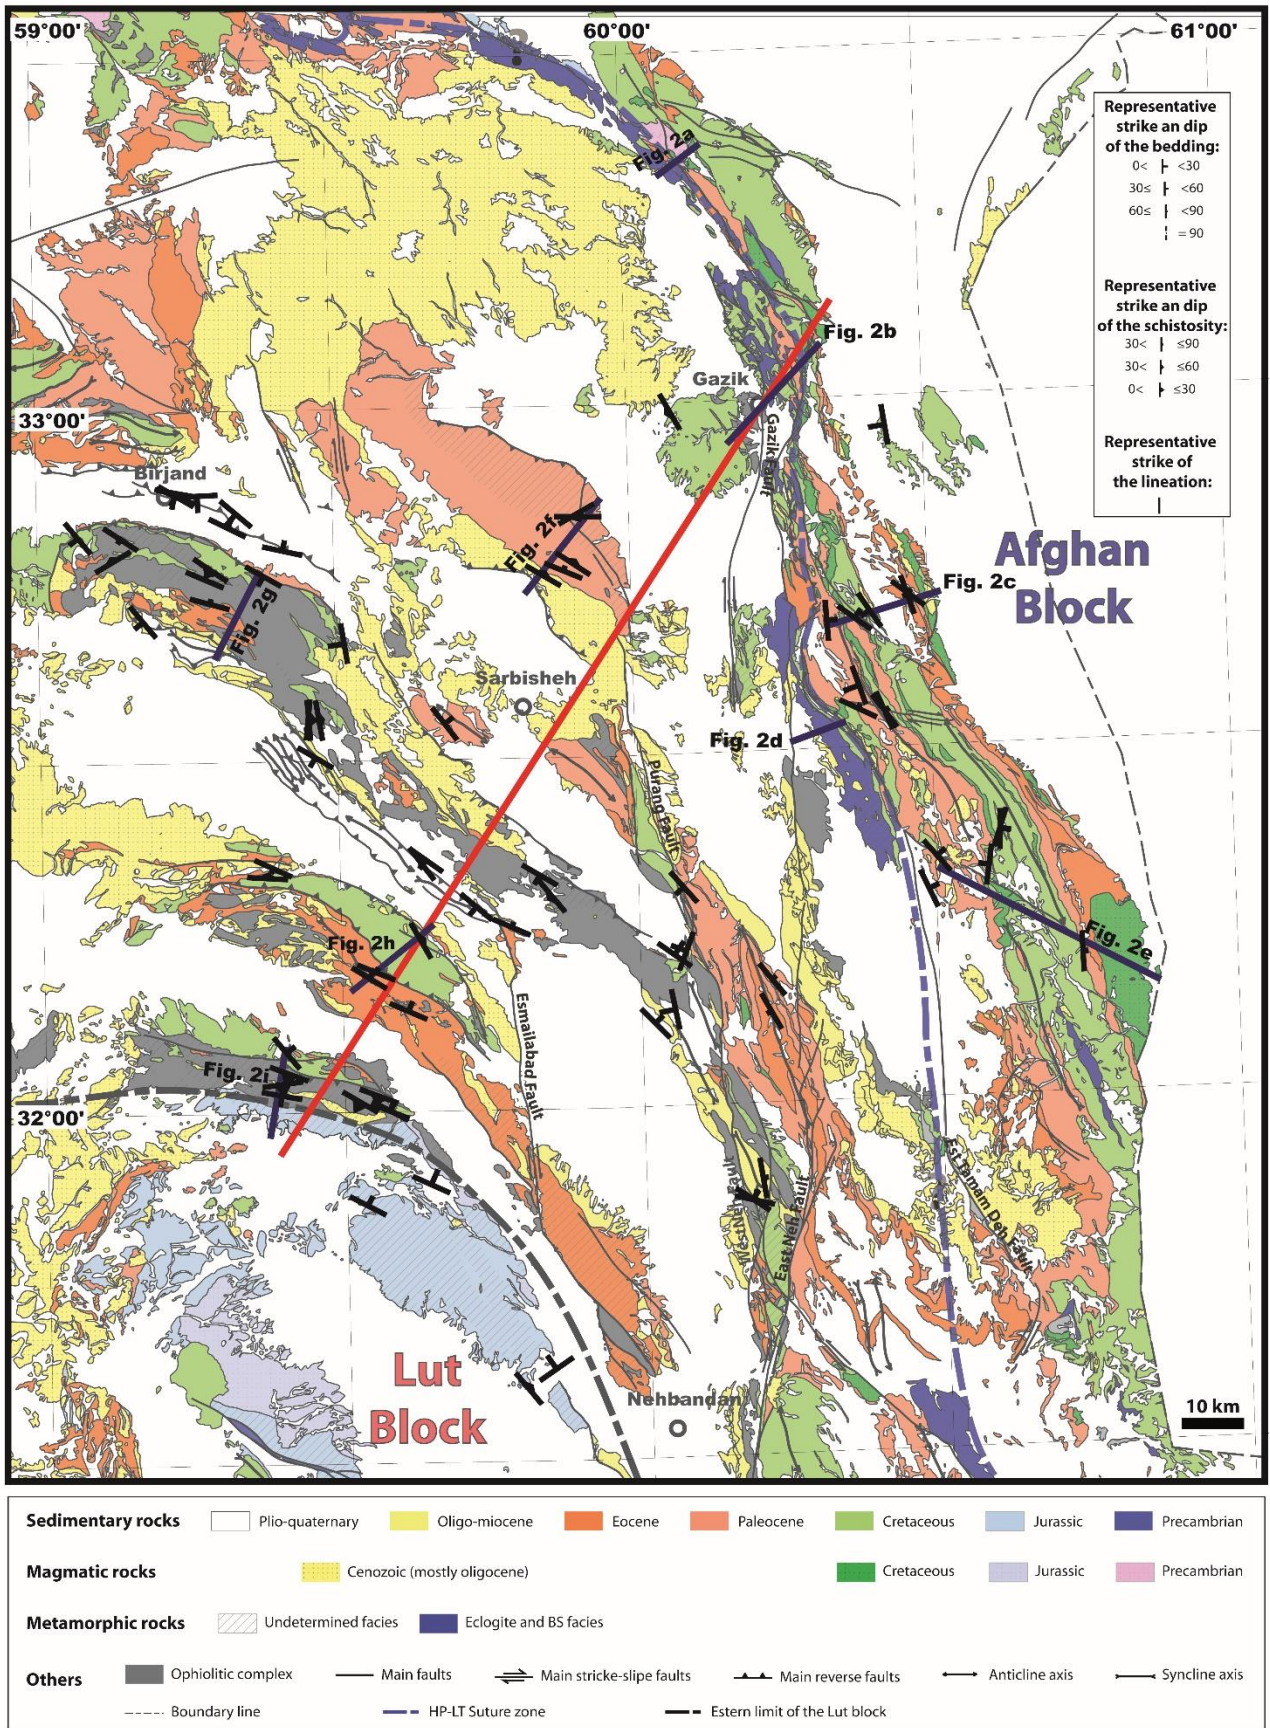 59°00'
60°00'
61°00'
?
Representative
strike an dip
of the bedding:
0< <30
30≤ <60
60≤ <90
= 90
Representative
strike an dip
of the schistosity:
30< ≤90
30< ≤60
0< ≤30
Representative
strike of
the lineation:
Fig. 2a
Fig. 2b
Gazik
Gazik Fault
33°00'
Birjand
Fig. 2f
Afghan
Block
Fig. 2c
Fig. 2g
Sarbisheh
Fig. 2d
Purang Fault
Fig. 2h
Fig. 2e
Esmailabad Fault
Fig. 2i
32°00'
West Neh Fault
East Neh Fault
Est Tamam Deh Fault
Lut
Block
Nehbandan
10 km
Sedimentary rocks Plio-quaternary Oligo-miocene Eocene Paleocene Cretaceous Jurassic Precambrian
Magmatic rocks Cenozoic (mostly oligocene) Cretaceous Jurassic Precambrian
Metamorphic rocks Undetermined facies Eclogite and BS facies
Others Ophiolitic complex Main faults Main stricke-slipe faults Main reverse faults Anticline axis Syncline axis
Boundary line HP-LT Suture zone Estern limit of the Lut block